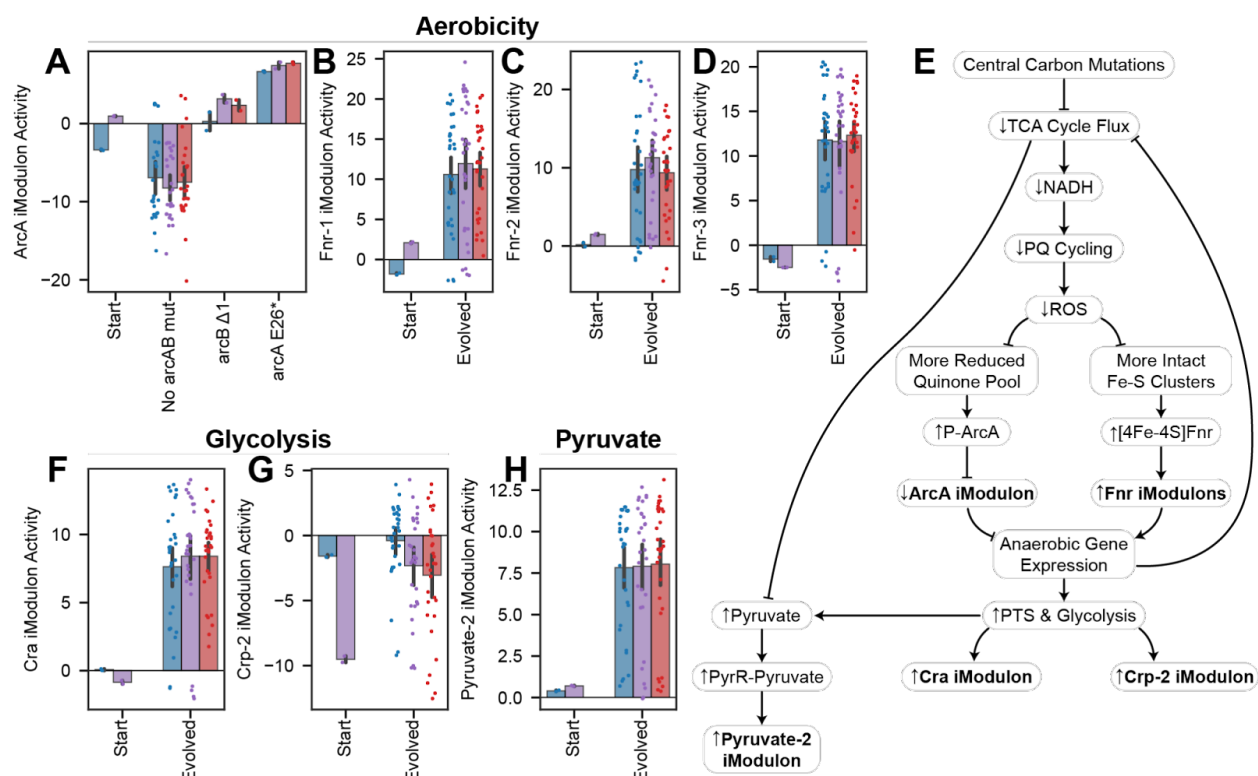 Aerobicity
A
ArcA iModulon Activity
0
−10
−20
Start
No arcAB mut
arcB Δ1
arcA E26*
B
Fnr-1 iModulon Activity
25
20
15
10
5
0
Start
Evolved
C
Fnr-2 iModulon Activity
20
10
0
Start
Evolved
D
Fnr-3 iModulon Activity
20
15
10
5
0
−5
Start
Evolved
E
Central Carbon Mutations
↓TCA Cycle Flux
↓NADH
↓PQ Cycling
↓ROS
More Reduced
Quinone Pool
More Intact
Fe-S Clusters
↑P-ArcA
↑[4Fe-4S]Fnr
↓ArcA iModulon
↑Fnr iModulons
Anaerobic Gene
Expression
↑Pyruvate
↑PTS & Glycolysis
↑PyrR-Pyruvate
↑Cra iModulon
↑Crp-2 iModulon
↑Pyruvate-2
iModulon
Glycolysis
F
Cra iModulon Activity
10
5
0
Start
Evolved
G
Crp-2 iModulon Activity
5
0
−5
−10
Start
Evolved
Pyruvate
H
Pyruvate-2 iModulon Activity
12.5
10.0
7.5
5.0
2.5
0.0
Start
Evolved